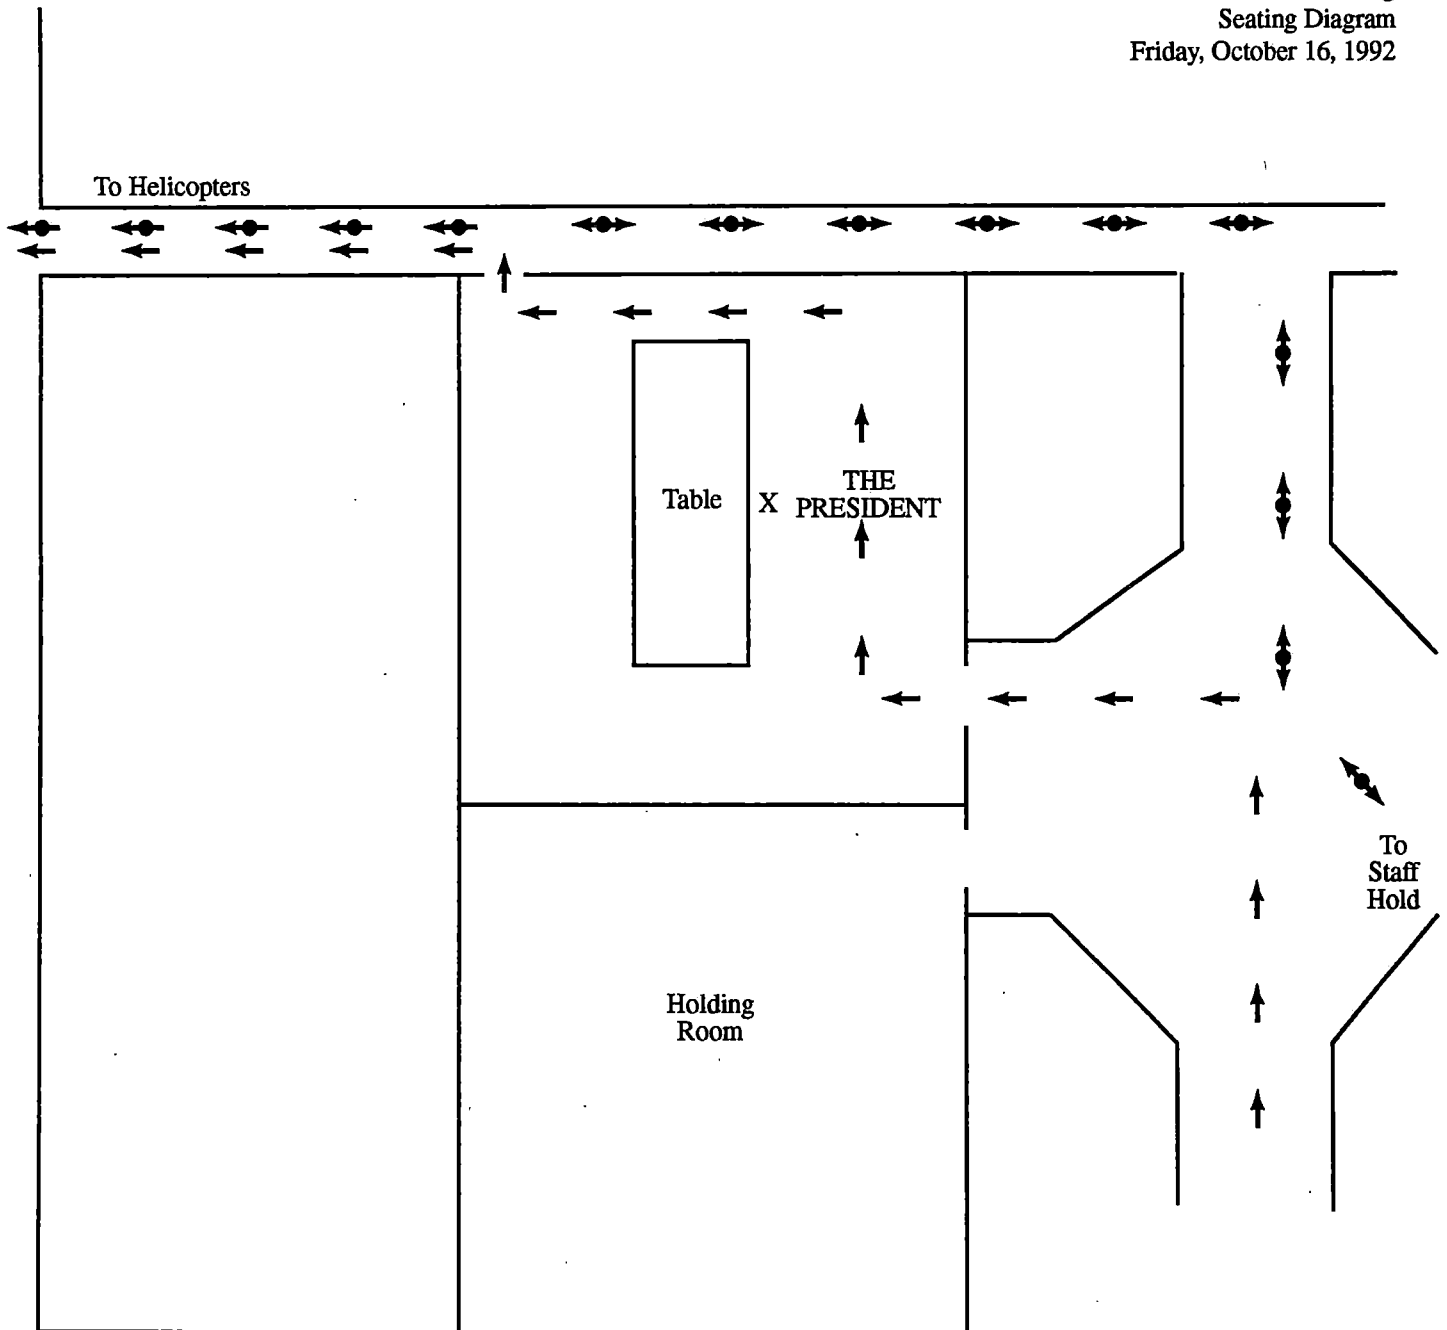 Seating Diagram
Friday, October 16, 1992
To Helicopters
Table
X
THE
PRESIDENT
To
Staff
Hold
Holding
Room